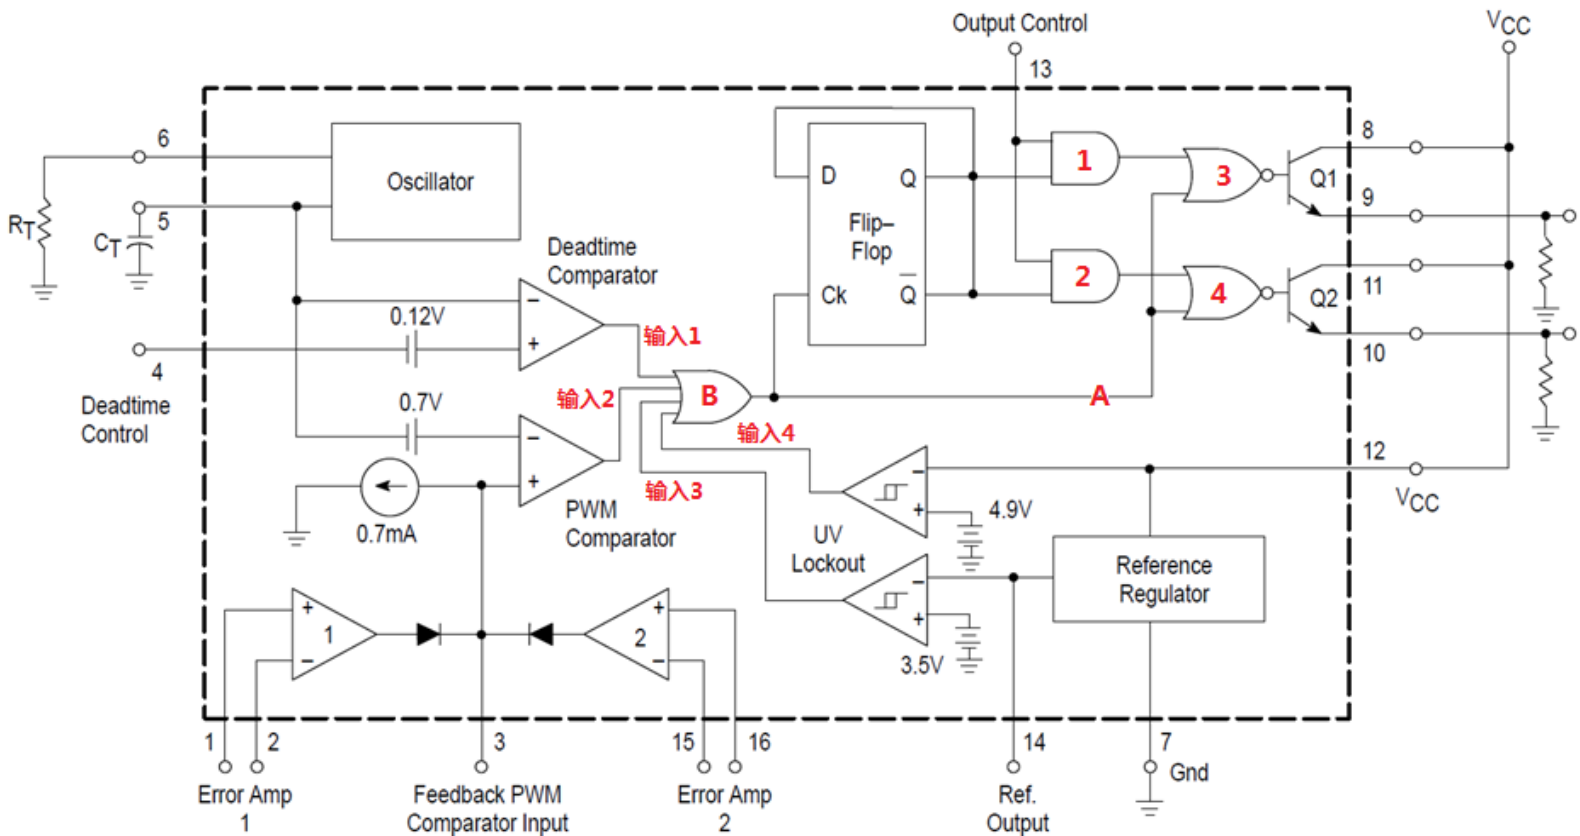 Output Control
VCC
13
6
Oscillator
RT
5
CT
D
Q
Flip–
Flop
Ck
Q
1
2
3
4
8
Q1
9
11
Q2
10
Deadtime
Comparator
−
+
0.12V
4
Deadtime
Control
输入1
0.7V
输入2
B
A
输入4
−
+
输入3
0.7mA
PWM
Comparator
12
VCC
−
+
4.9V
UV
Lockout
−
+
3.5V
Reference
Regulator
+
1
−
+
2
−
1
2
3
15
16
14
7
Gnd
Error Amp
1
Feedback PWM
Comparator Input
Error Amp
2
Ref.
Output